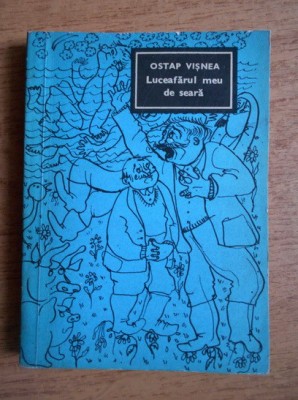 OSTAP VIȘNEA
Luceafărul meu
de seară